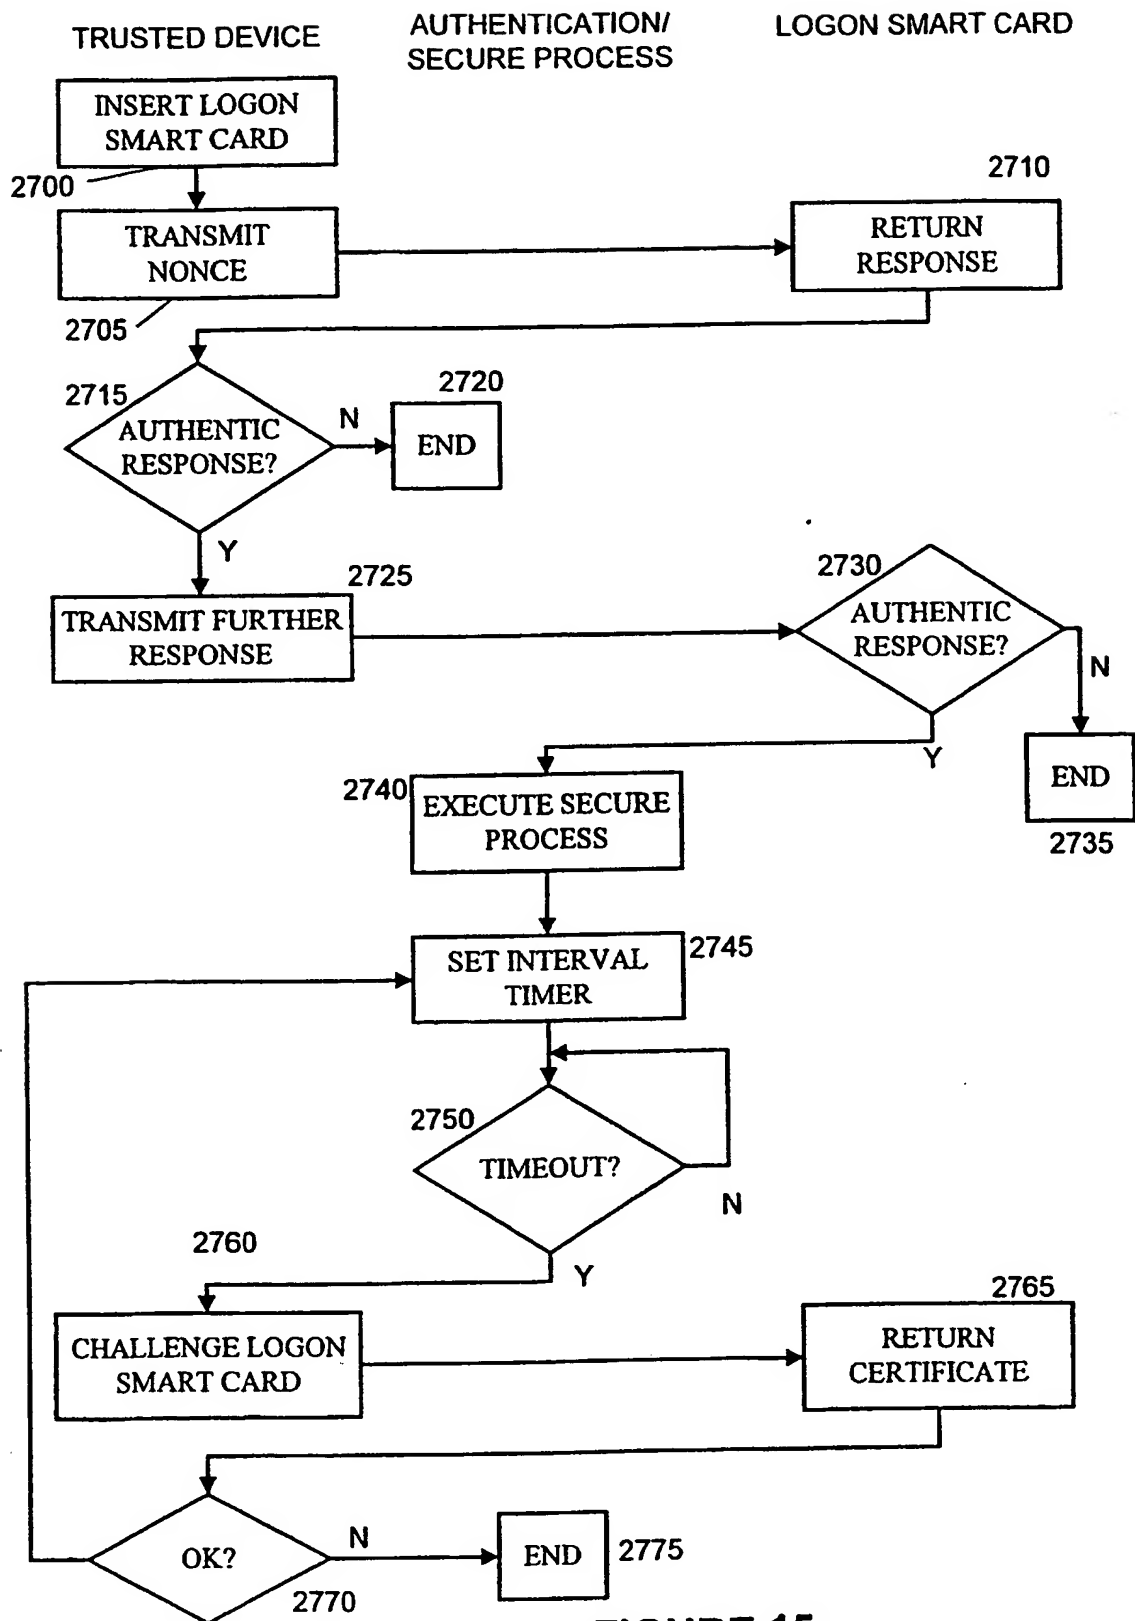 TRUSTED DEVICE
AUTHENTICATION/
SECURE PROCESS
LOGON SMART CARD
INSERT LOGON
SMART CARD
2700
TRANSMIT
NONCE
2705
2710
RETURN
RESPONSE
2715
AUTHENTIC
RESPONSE?
N
2720
END
Y
2725
TRANSMIT FURTHER
RESPONSE
2730
AUTHENTIC
RESPONSE?
N
Y
END
2735
2740
EXECUTE SECURE
PROCESS
SET INTERVAL
TIMER
2745
2750
TIMEOUT?
N
Y
2760
CHALLENGE LOGON
SMART CARD
2765
RETURN
CERTIFICATE
OK?
N
2770
END
2775
FIGURE 15